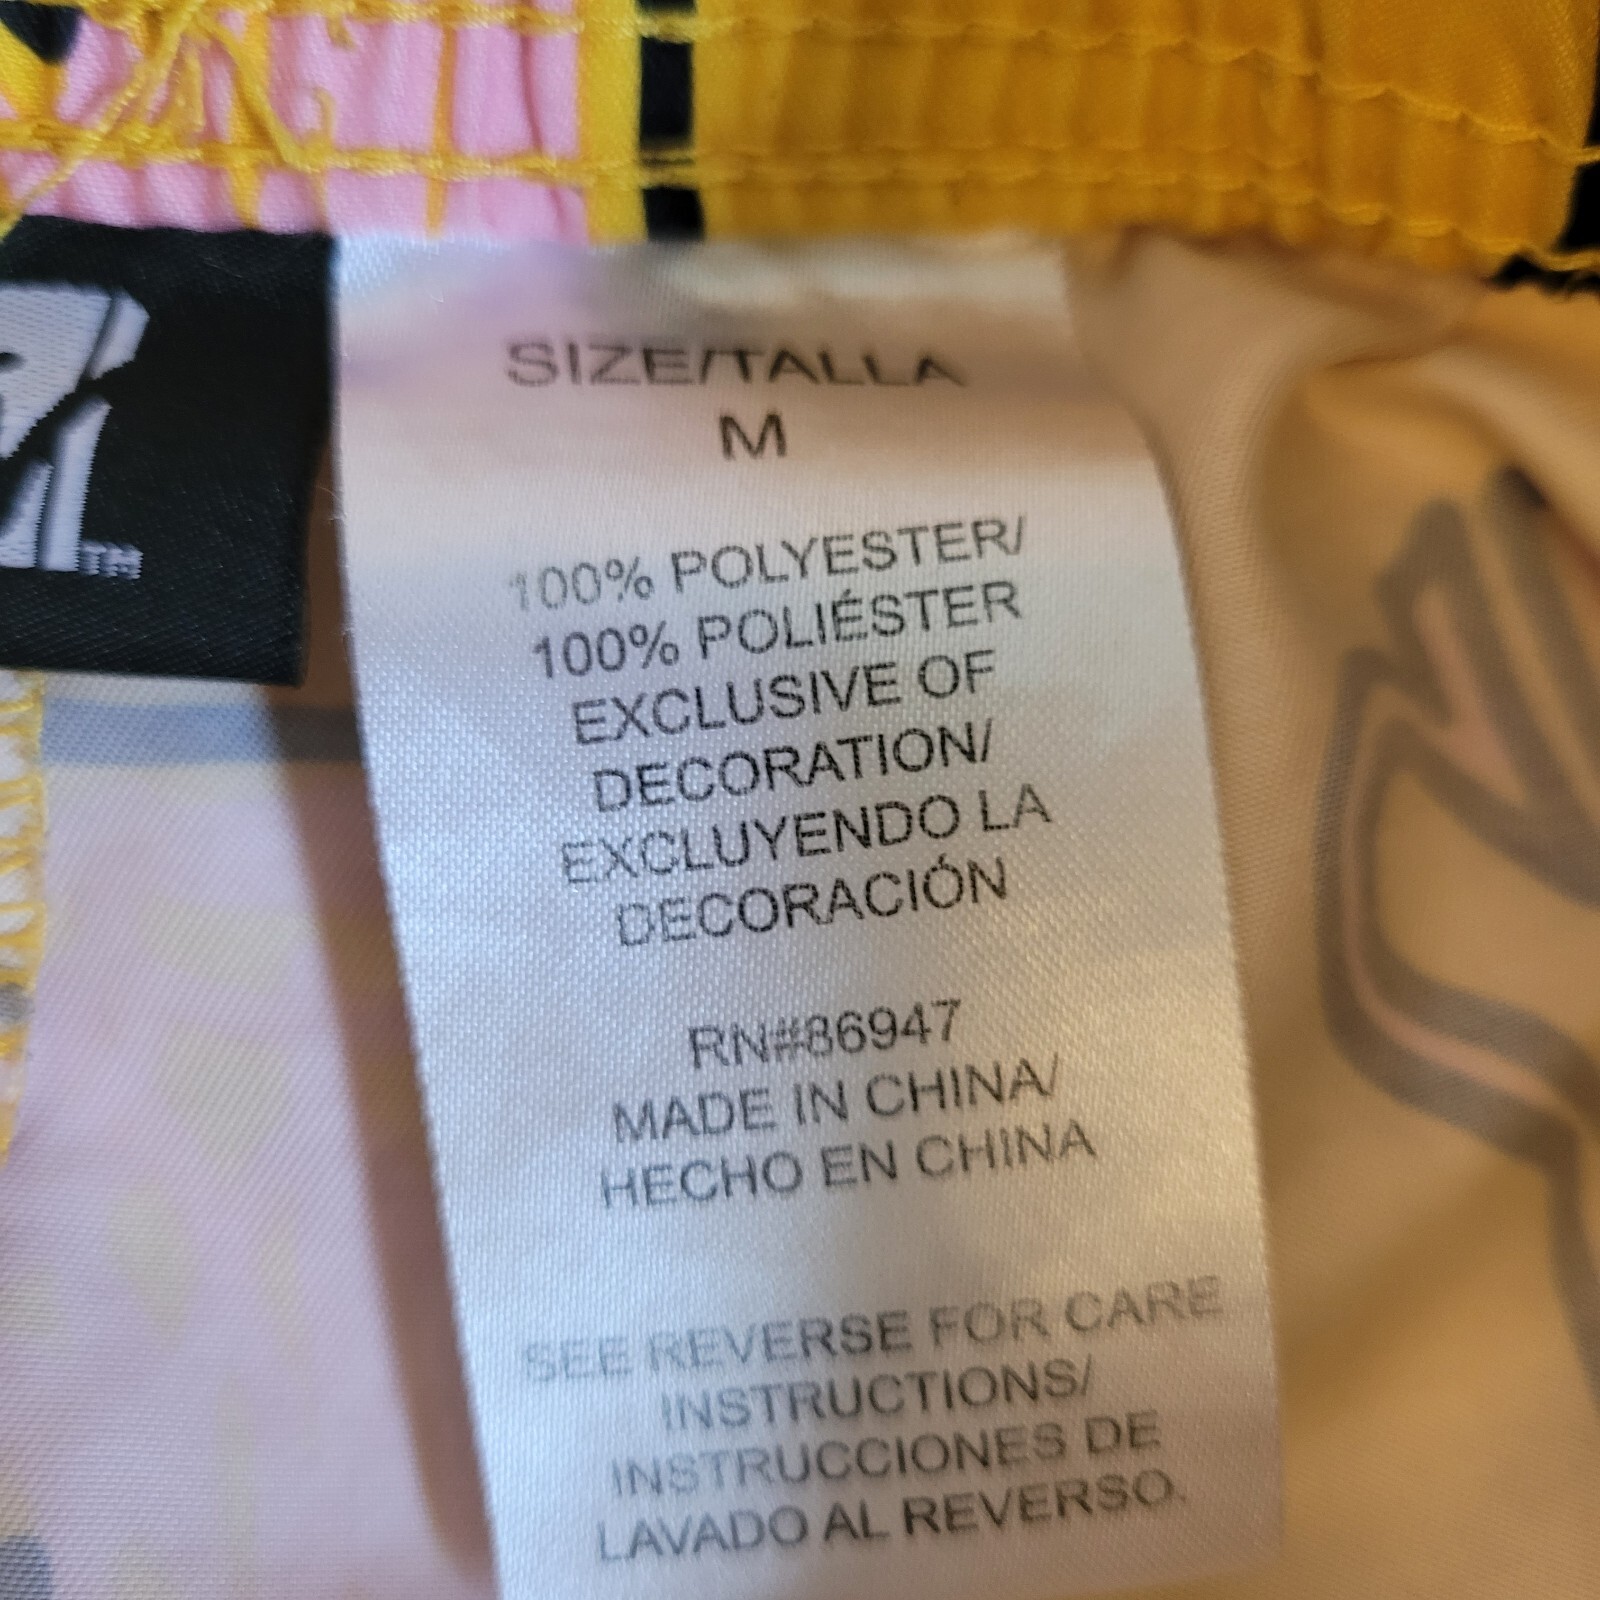 SIZE/TALLA
M
100% POLYESTER/
100% POLIÉSTER
EXCLUSIVE OF
DECORATION/
EXCLUYENDO LA
DECORACIÓN
RN#86947
MADE IN CHINA/
HECHO EN CHINA
SEE REVERSE FOR CARE
INSTRUCTIONS/
INSTRUCCIONES DE
LAVADO AL REVERSO.
TM